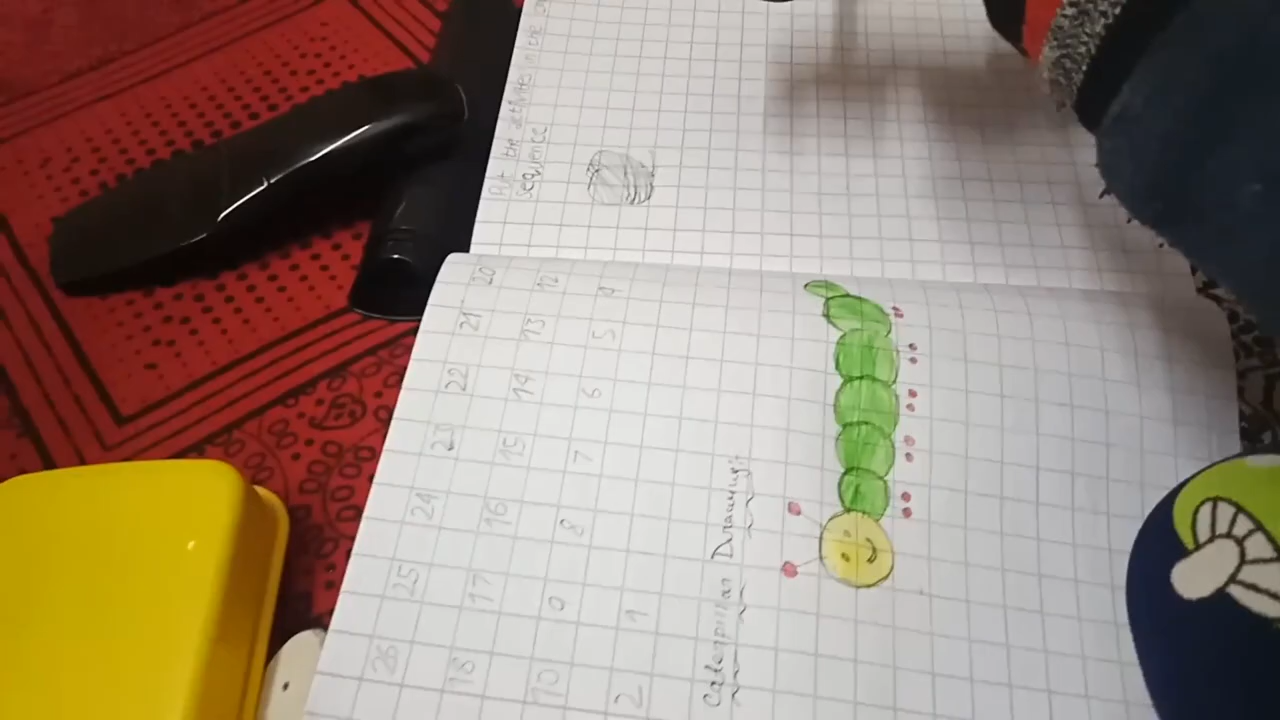 26 25 24 23 22 21 20
18 17 16 15 14 13 12
10 9 8 7 6 5 4
2 1
Caterpillar Drawing:
Put the activities in the
sequence